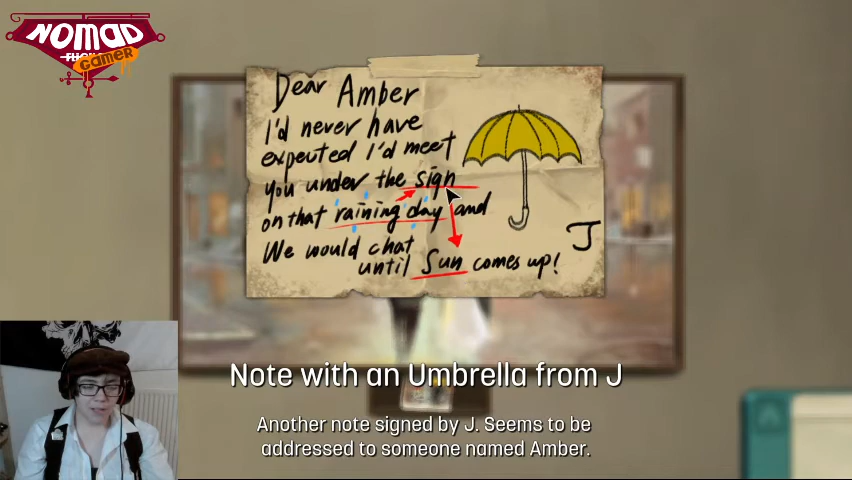 NOMAD
GAMER
Dear Amber
I'd never have
expected I'd meet
you under the sign
on that raining day and
We would chat
until Sun comes up!
J
Note with an Umbrella from J
Another note signed by J. Seems to be
addressed to someone named Amber.